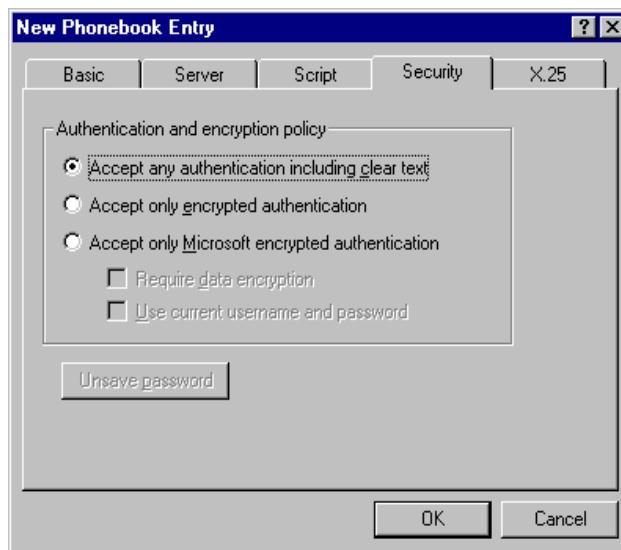 New Phonebook Entry
Basic Server Script Security X.25
Authentication and encryption policy
Accept any authentication including clear text
Accept only encrypted authentication
Accept only Microsoft encrypted authentication
Require data encryption
Use current username and password
Unsave password
OK Cancel